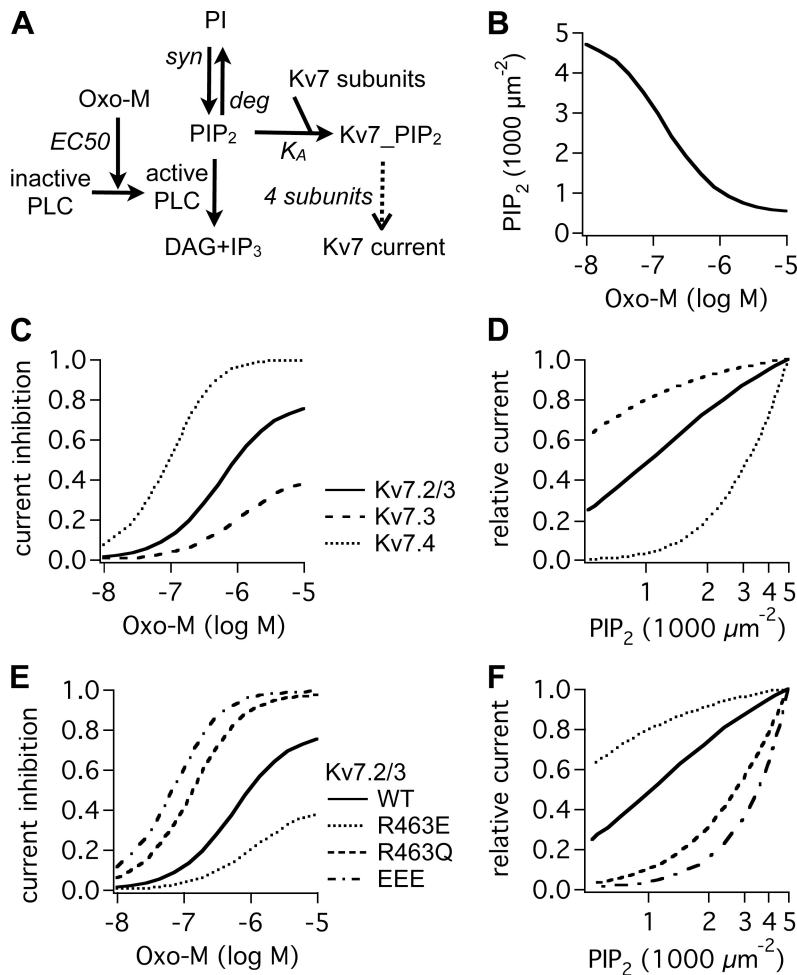 A
PI
syn
deg
Kv7 subunits
Oxo-M
EC50
PIP2
KA
Kv7_PIP2
inactive PLC
active PLC
4 subunits
DAG+IP3
Kv7 current
B
PIP2 (1000 µm-2)
5
4
3
2
1
0
-8 -7 -6 -5
Oxo-M (log M)
C
current inhibition
1.0
0.8
0.6
0.4
0.2
0.0
-8 -7 -6 -5
Oxo-M (log M)
Kv7.2/3
Kv7.3
Kv7.4
D
relative current
1.0
0.8
0.6
0.4
0.2
0.0
1 2 3 4 5
PIP2 (1000 µm-2)
E
current inhibition
1.0
0.8
0.6
0.4
0.2
0.0
-8 -7 -6 -5
Oxo-M (log M)
Kv7.2/3
WT
R463E
R463Q
EEE
F
relative current
1.0
0.8
0.6
0.4
0.2
0.0
1 2 3 4 5
PIP2 (1000 µm-2)